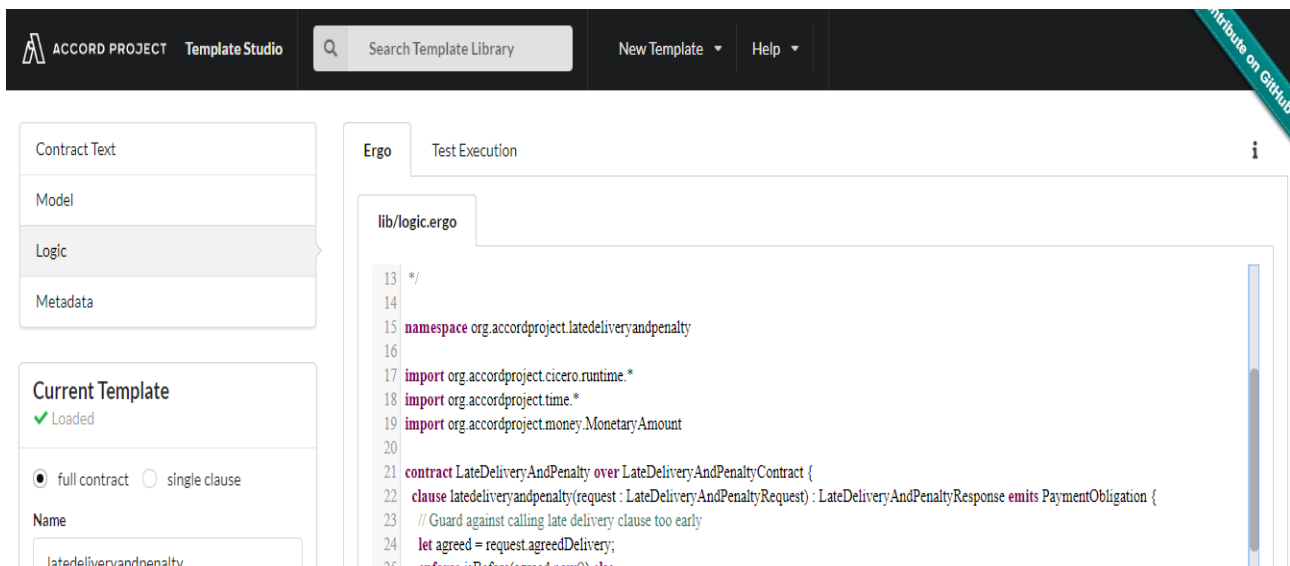 ACCORD PROJECT Template Studio Search Template Library New Template Help
ntribute on GitHub
Contract Text
Model
Logic
Metadata
Current Template
Loaded
full contract single clause
Name
latedeliveryandpenalty
Ergo Test Execution i
lib/logic.ergo
13 */
14
15 namespace org.accordproject.latedeliveryandpenalty
16
17 import org.accordproject.cicero.runtime.*
18 import org.accordproject.time.*
19 import org.accordproject.money.MonetaryAmount
20
21 contract LateDeliveryAndPenalty over LateDeliveryAndPenaltyContract {
22 clause latedeliveryandpenalty(request : LateDeliveryAndPenaltyRequest) : LateDeliveryAndPenaltyResponse emits PaymentObligation {
23 // Guard against calling late delivery clause too early
24 let agreed = request.agreedDelivery;